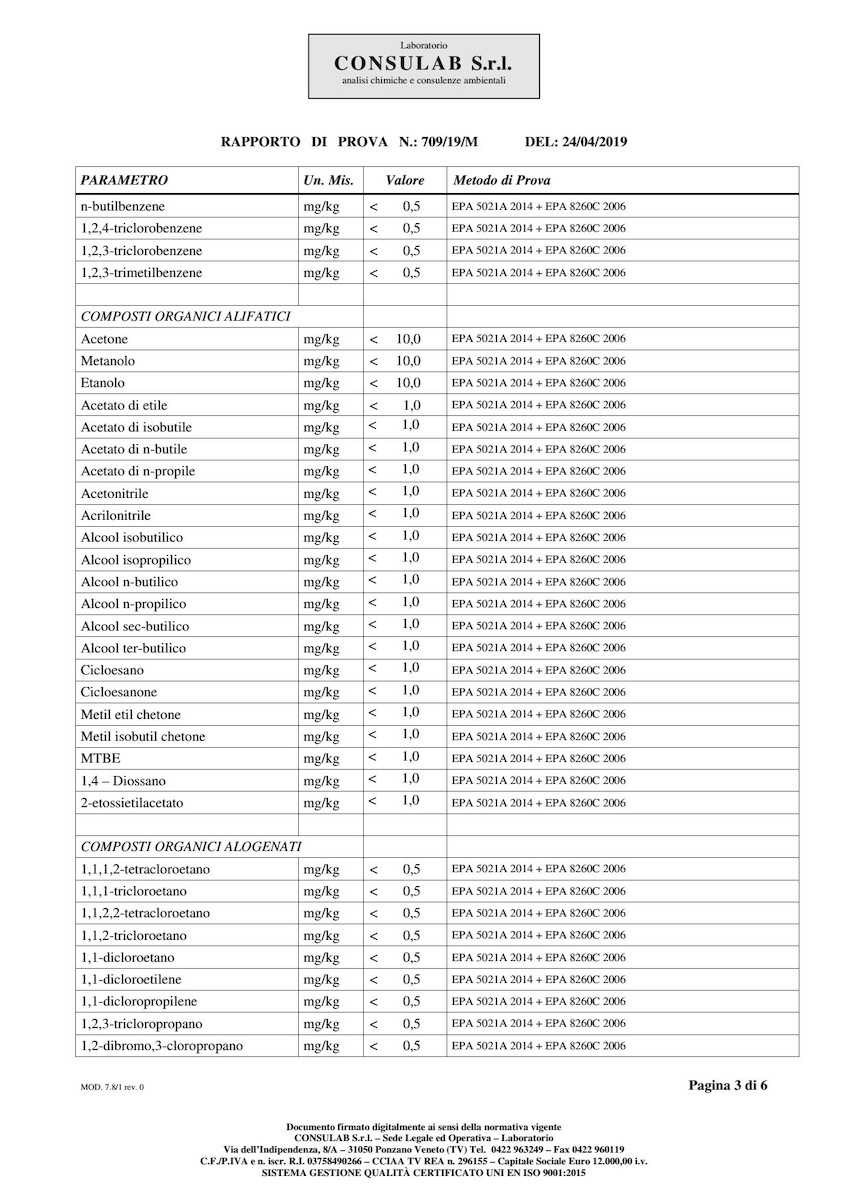 Laboratorio
CONSULAB S.r.l.
analisi chimiche e consulenze ambientali
RAPPORTO DI PROVA N.: 709/19/M DEL: 24/04/2019
PARAMETRO Un. Mis. Valore Metodo di Prova
n-butilbenzene mg/kg < 0,5 EPA 5021A 2014 + EPA 8260C 2006
1,2,4-triclorobenzene mg/kg < 0,5 EPA 5021A 2014 + EPA 8260C 2006
1,2,3-triclorobenzene mg/kg < 0,5 EPA 5021A 2014 + EPA 8260C 2006
1,2,3-trimetilbenzene mg/kg < 0,5 EPA 5021A 2014 + EPA 8260C 2006
COMPOSTI ORGANICI ALIFATICI
Acetone mg/kg < 10,0 EPA 5021A 2014 + EPA 8260C 2006
Metanolo mg/kg < 10,0 EPA 5021A 2014 + EPA 8260C 2006
Etanolo mg/kg < 10,0 EPA 5021A 2014 + EPA 8260C 2006
Acetato di etile mg/kg < 1,0 EPA 5021A 2014 + EPA 8260C 2006
Acetato di isobutile mg/kg < 1,0 EPA 5021A 2014 + EPA 8260C 2006
Acetato di n-butile mg/kg < 1,0 EPA 5021A 2014 + EPA 8260C 2006
Acetato di n-propile mg/kg < 1,0 EPA 5021A 2014 + EPA 8260C 2006
Acetonitrile mg/kg < 1,0 EPA 5021A 2014 + EPA 8260C 2006
Acrilonitrile mg/kg < 1,0 EPA 5021A 2014 + EPA 8260C 2006
Alcool isobutilico mg/kg < 1,0 EPA 5021A 2014 + EPA 8260C 2006
Alcool isopropilico mg/kg < 1,0 EPA 5021A 2014 + EPA 8260C 2006
Alcool n-butilico mg/kg < 1,0 EPA 5021A 2014 + EPA 8260C 2006
Alcool n-propilico mg/kg < 1,0 EPA 5021A 2014 + EPA 8260C 2006
Alcool sec-butilico mg/kg < 1,0 EPA 5021A 2014 + EPA 8260C 2006
Alcool ter-butilico mg/kg < 1,0 EPA 5021A 2014 + EPA 8260C 2006
Cicloesano mg/kg < 1,0 EPA 5021A 2014 + EPA 8260C 2006
Cicloesanone mg/kg < 1,0 EPA 5021A 2014 + EPA 8260C 2006
Metil etil chetone mg/kg < 1,0 EPA 5021A 2014 + EPA 8260C 2006
Metil isobutil chetone mg/kg < 1,0 EPA 5021A 2014 + EPA 8260C 2006
MTBE mg/kg < 1,0 EPA 5021A 2014 + EPA 8260C 2006
1,4 – Diossano mg/kg < 1,0 EPA 5021A 2014 + EPA 8260C 2006
2-etossietilacetato mg/kg < 1,0 EPA 5021A 2014 + EPA 8260C 2006
COMPOSTI ORGANICI ALOGENATI
1,1,1,2-tetracloroetano mg/kg < 0,5 EPA 5021A 2014 + EPA 8260C 2006
1,1,1-tricloroetano mg/kg < 0,5 EPA 5021A 2014 + EPA 8260C 2006
1,1,2,2-tetracloroetano mg/kg < 0,5 EPA 5021A 2014 + EPA 8260C 2006
1,1,2-tricloroetano mg/kg < 0,5 EPA 5021A 2014 + EPA 8260C 2006
1,1-dicloroetano mg/kg < 0,5 EPA 5021A 2014 + EPA 8260C 2006
1,1-dicloroetilene mg/kg < 0,5 EPA 5021A 2014 + EPA 8260C 2006
1,1-dicloropropilene mg/kg < 0,5 EPA 5021A 2014 + EPA 8260C 2006
1,2,3-tricloropropano mg/kg < 0,5 EPA 5021A 2014 + EPA 8260C 2006
1,2-dibromo,3-cloropropano mg/kg < 0,5 EPA 5021A 2014 + EPA 8260C 2006
MOD. 7.8/1 rev. 0 Pagina 3 di 6
Documento firmato digitalmente ai sensi della normativa vigente
CONSULAB S.r.l. – Sede Legale ed Operativa – Laboratorio
Via dell'Indipendenza, 8/A – 31050 Ponzano Veneto (TV) Tel. 0422 963249 – Fax 0422 960119
C.F./P.IVA e n. iscr. R.I. 03758490266 – CCIAA TV REA n. 296155 – Capitale Sociale Euro 12.000,00 i.v.
SISTEMA GESTIONE QUALITÀ CERTIFICATO UNI EN ISO 9001:2015